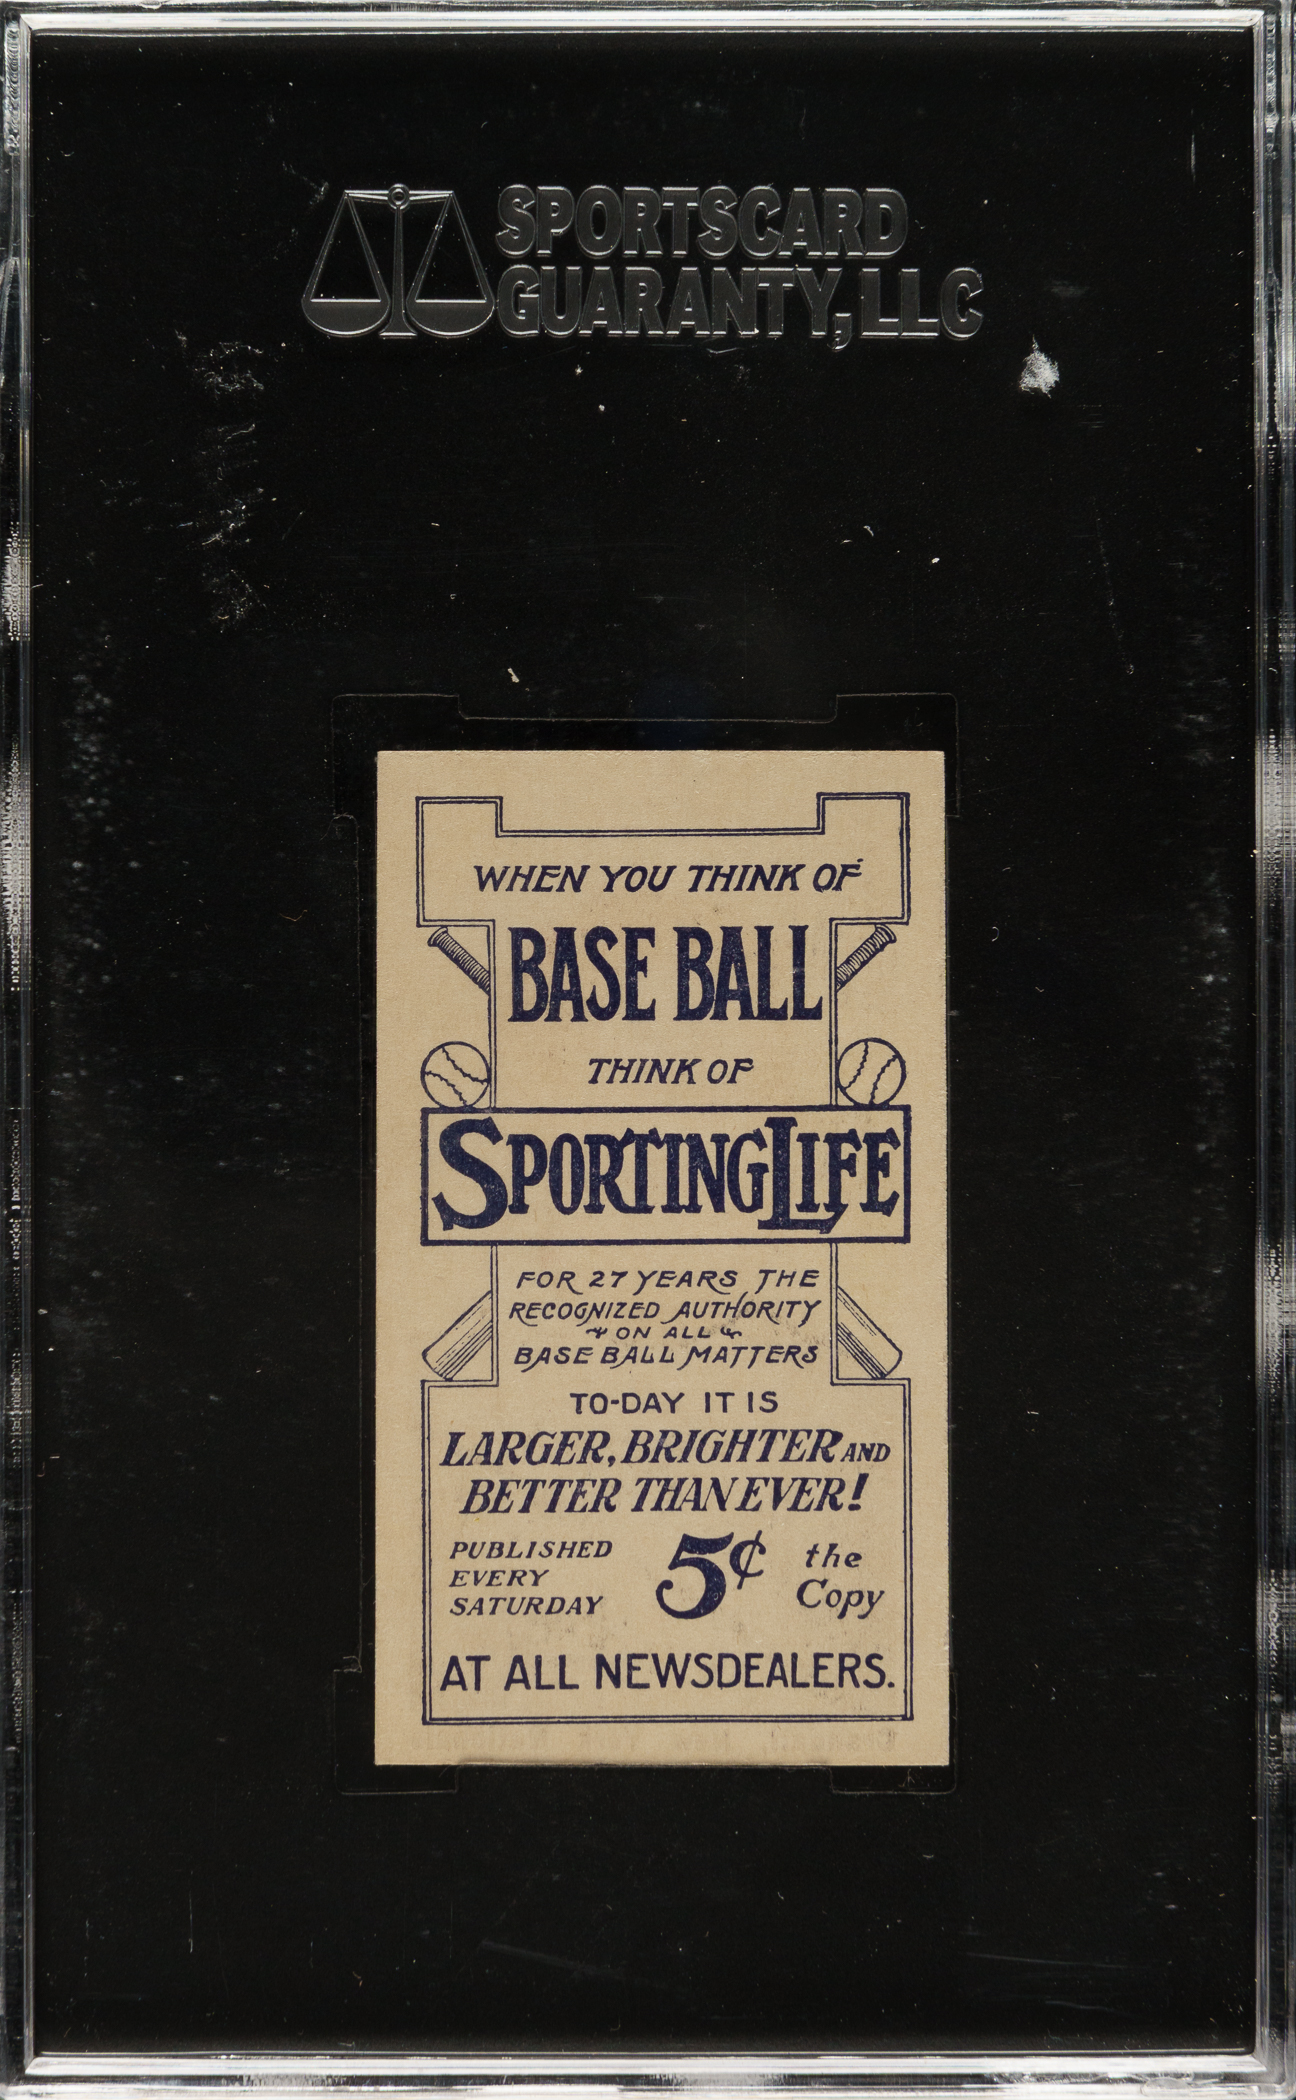 SPORTSCARD
GUARANTY, LLC
WHEN YOU THINK OF
BASE BALL
THINK OF
SPORTING LIFE
FOR 27 YEARS THE
RECOGNIZED AUTHORITY
ON ALL
BASE BALL MATTERS
TO-DAY IT IS
LARGER, BRIGHTER AND
BETTER THAN EVER!
PUBLISHED
EVERY
SATURDAY
5¢
the
Copy
AT ALL NEWSDEALERS.